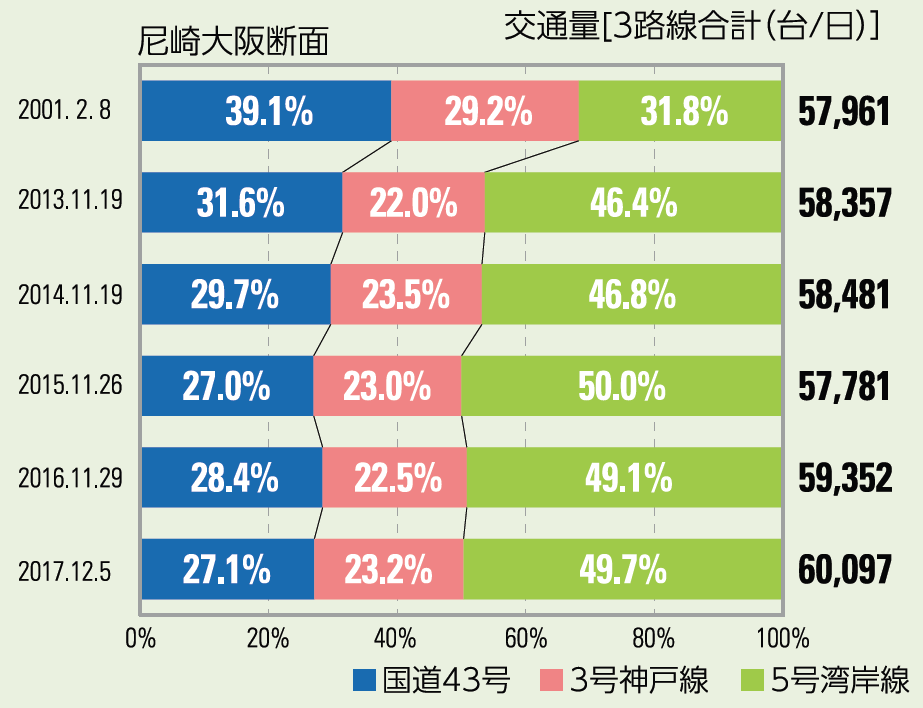 尼崎大阪断面
交通量[3路線合計(台/日)]
2001. 2. 8 39.1% 29.2% 31.8% 57,961
2013.11.19 31.6% 22.0% 46.4% 58,357
2014.11.19 29.7% 23.5% 46.8% 58,481
2015.11.26 27.0% 23.0% 50.0% 57,781
2016.11.29 28.4% 22.5% 49.1% 59,352
2017.12.5 27.1% 23.2% 49.7% 60,097
0% 20% 40% 60% 80% 100%
国道43号 3号神戸線 5号湾岸線